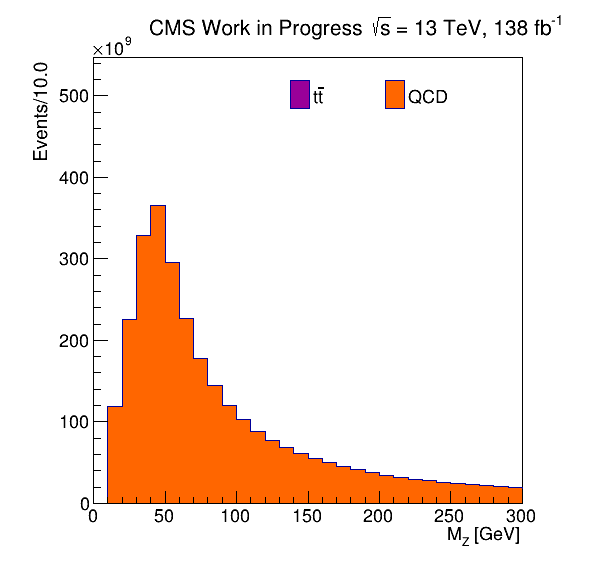 CMS Work in Progress √s = 13 TeV, 138 fb⁻¹
×10⁹
Events/10.0
tt̄
QCD
500
400
300
200
100
0
0 50 100 150 200 250 300
M_Z [GeV]